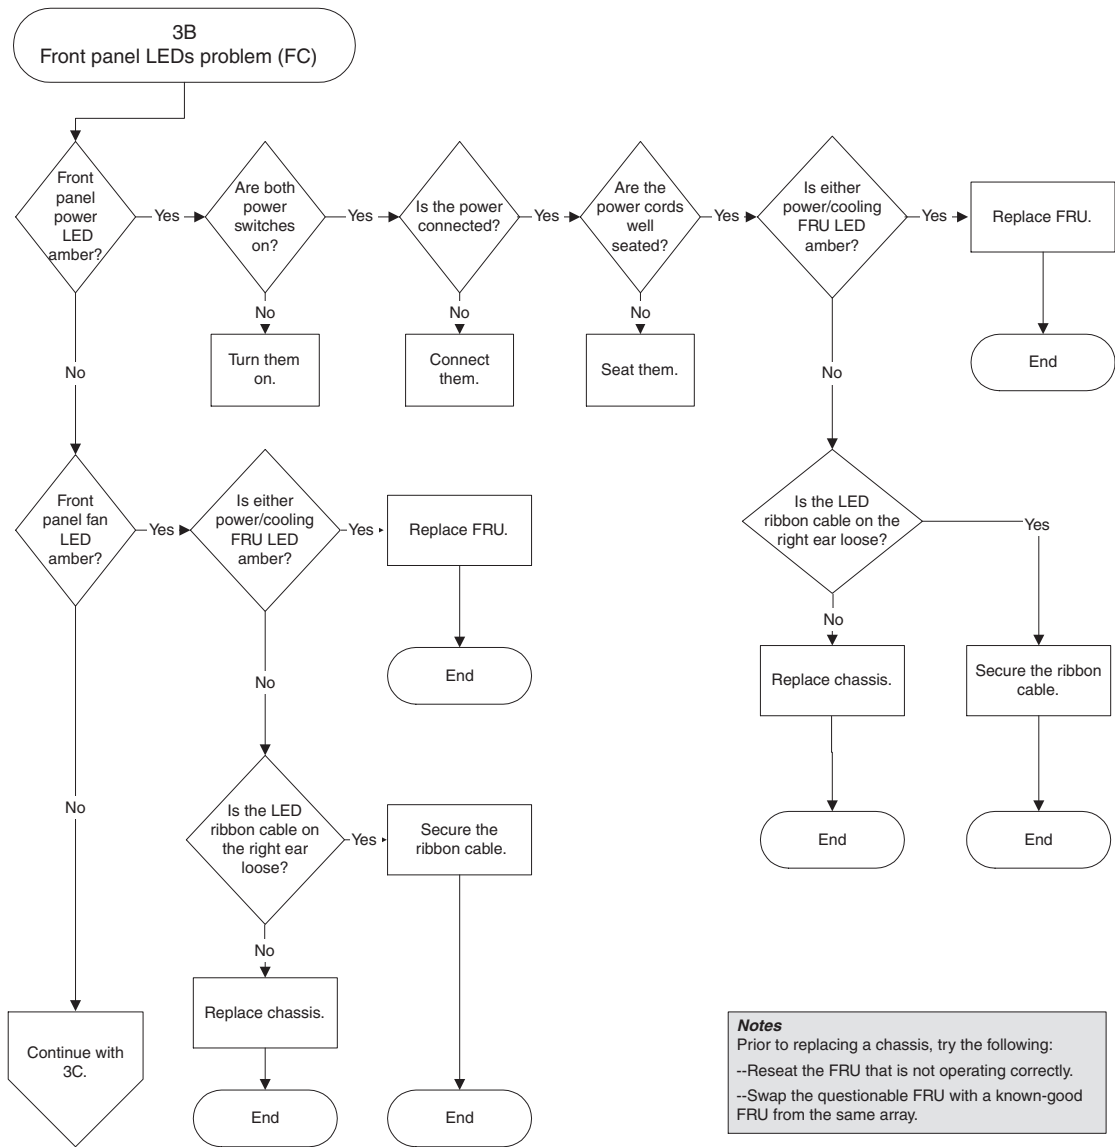 3B
Front panel LEDs problem (FC)
Front
panel
power
LED
amber?
Yes
Are both
power
switches
on?
Yes
Is the power
connected?
Yes
Are the
power cords
well
seated?
Yes
Is either
power/cooling
FRU LED
amber?
Yes
Replace FRU.
No
Turn them
on.
No
Connect
them.
No
Seat them.
End
No
No
Front
panel fan
LED
amber?
Yes
Is either
power/cooling
FRU LED
amber?
Yes
Replace FRU.
Is the LED
ribbon cable on the
right ear loose?
Yes
No
End
No
Replace chassis.
Secure the ribbon
cable.
No
Is the LED
ribbon cable on
the right ear
loose?
Yes
Secure the
ribbon cable.
End
End
No
Replace chassis.
Continue with
3C.
End
End
Notes
Prior to replacing a chassis, try the following:
--Reseat the FRU that is not operating correctly.
--Swap the questionable FRU with a known-good
FRU from the same array.